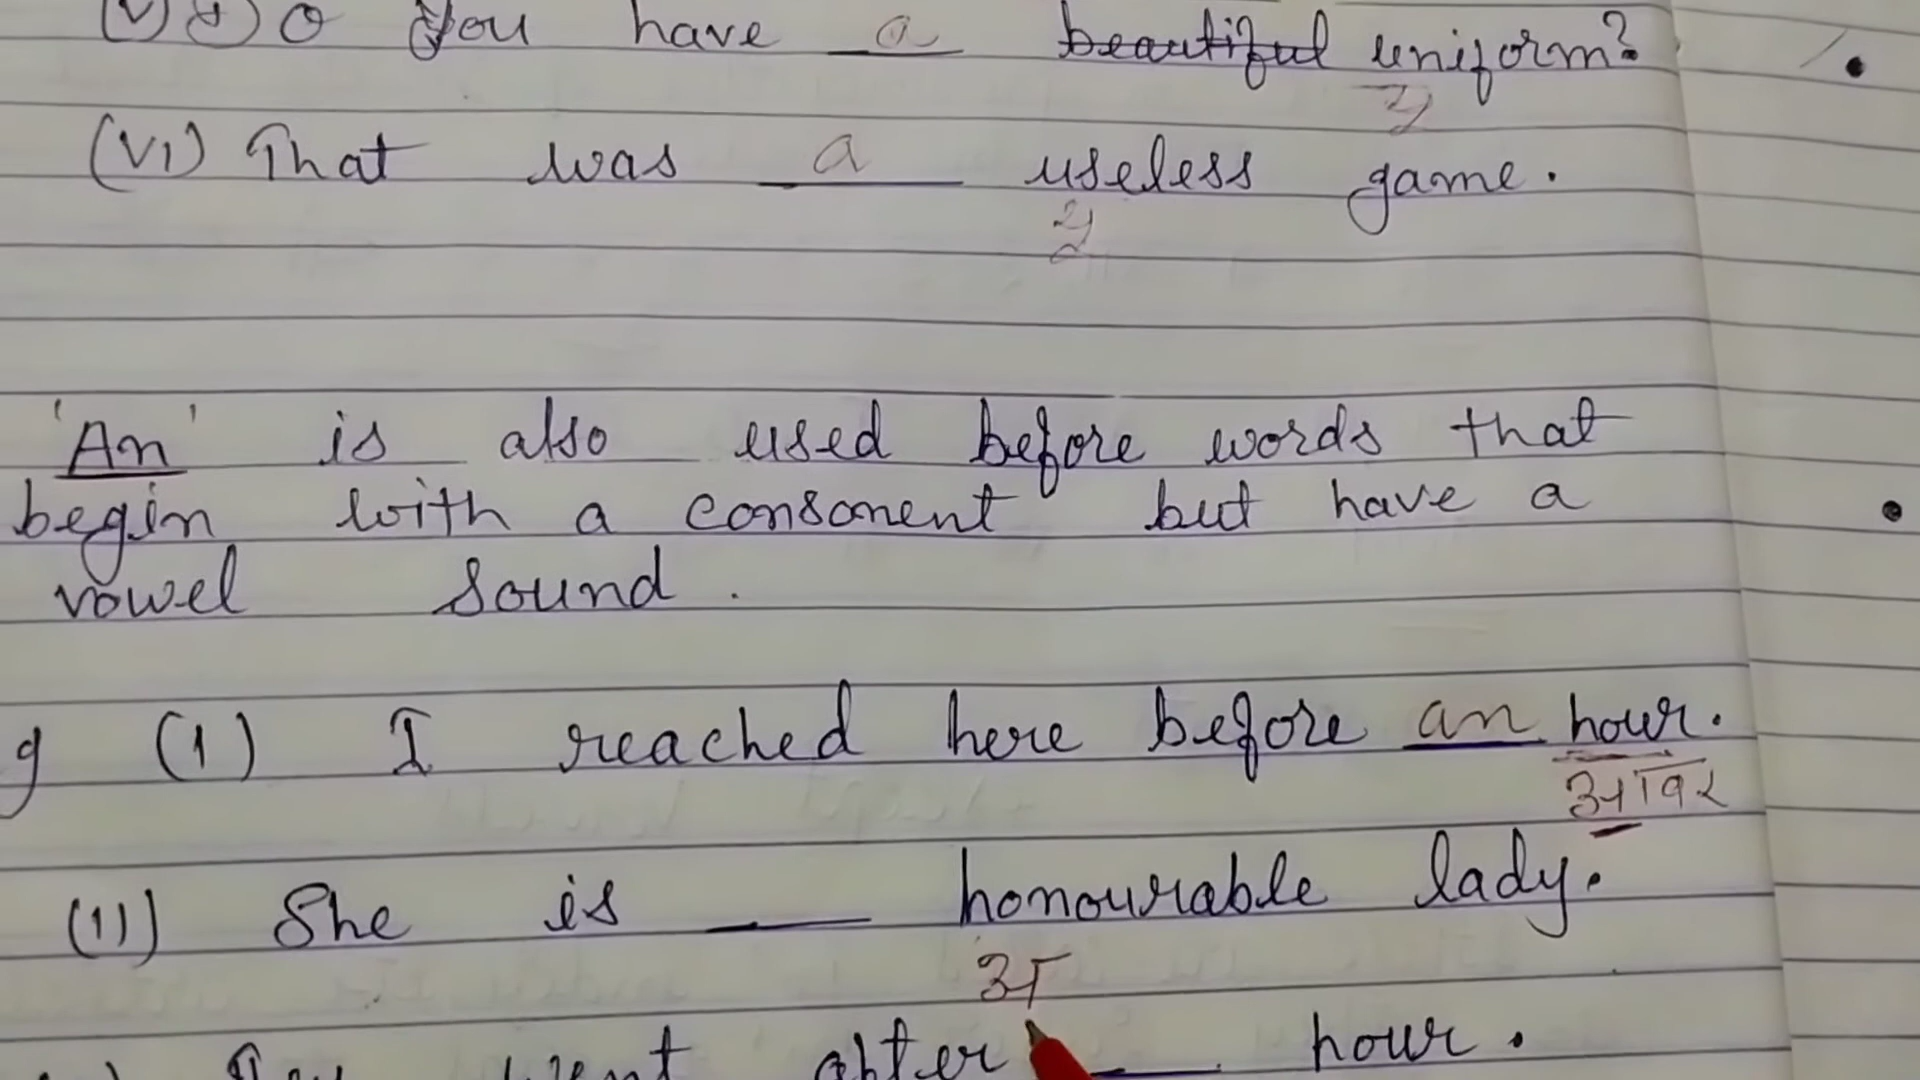 (V) Do you have a beautiful uniform?
य
(VI) That was a useless game.
य
'An' is also used before words that
begin with a consonent but have a
vowel sound.
g (1) I reached here before an hour.
आवर
(11) She is ___ honourable lady.
अ
went after ___ hour.